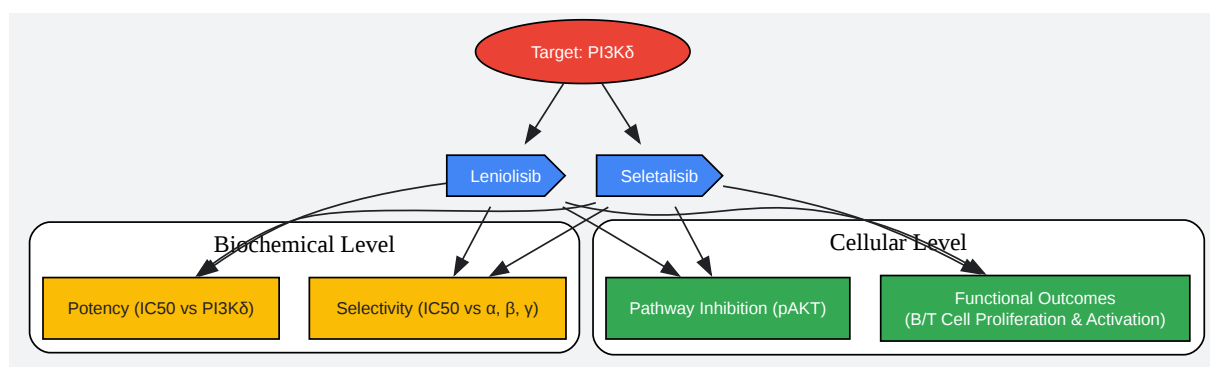 Target: PI3Kδ
Leniolisib
Seletalisib
Biochemical Level
Cellular Level
Potency (IC50 vs PI3Kδ)
Selectivity (IC50 vs α, β, γ)
Pathway Inhibition (pAKT)
Functional Outcomes
(B/T Cell Proliferation & Activation)